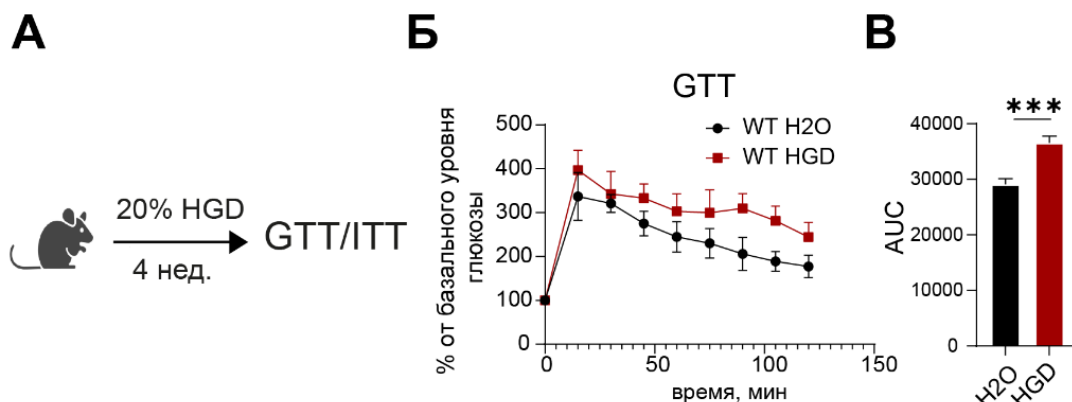 А
20% HGD
4 нед.
GTT/ITT
Б
GTT
% от базального уровня
глюкозы
500
400
300
200
100
0
WT H2O
WT HGD
0
50
100
150
время, мин
В
***
AUC
40000
30000
20000
10000
0
H2O
HGD